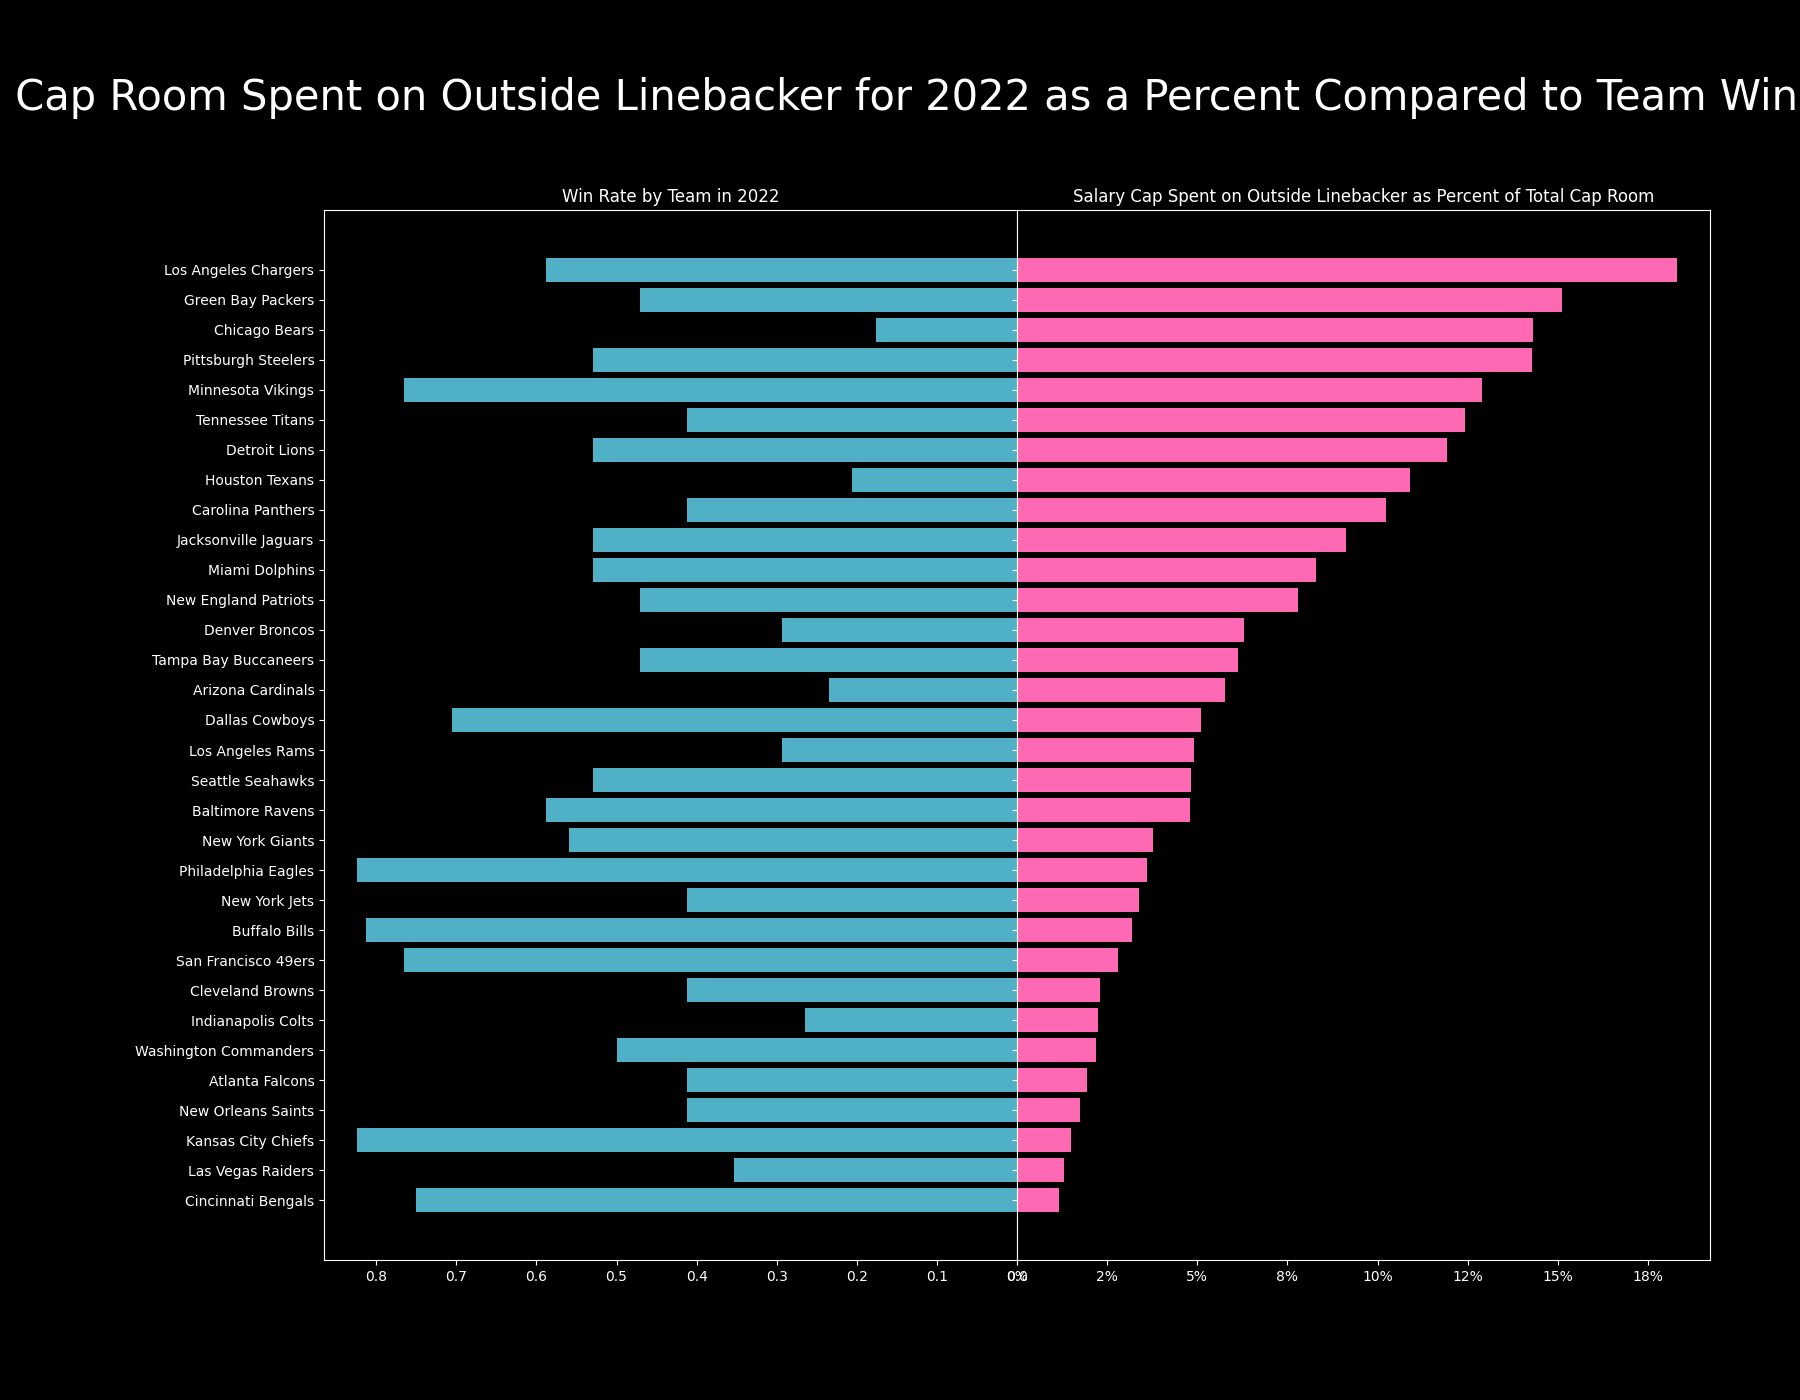 Cap Room Spent on Outside Linebacker for 2022 as a Percent Compared to Team Win
Win Rate by Team in 2022
Salary Cap Spent on Outside Linebacker as Percent of Total Cap Room
Los Angeles Chargers
Green Bay Packers
Chicago Bears
Pittsburgh Steelers
Minnesota Vikings
Tennessee Titans
Detroit Lions
Houston Texans
Carolina Panthers
Jacksonville Jaguars
Miami Dolphins
New England Patriots
Denver Broncos
Tampa Bay Buccaneers
Arizona Cardinals
Dallas Cowboys
Los Angeles Rams
Seattle Seahawks
Baltimore Ravens
New York Giants
Philadelphia Eagles
New York Jets
Buffalo Bills
San Francisco 49ers
Cleveland Browns
Indianapolis Colts
Washington Commanders
Atlanta Falcons
New Orleans Saints
Kansas City Chiefs
Las Vegas Raiders
Cincinnati Bengals
0.8 0.7 0.6 0.5 0.4 0.3 0.2 0.1 2% 5% 8% 10% 12% 15% 18%